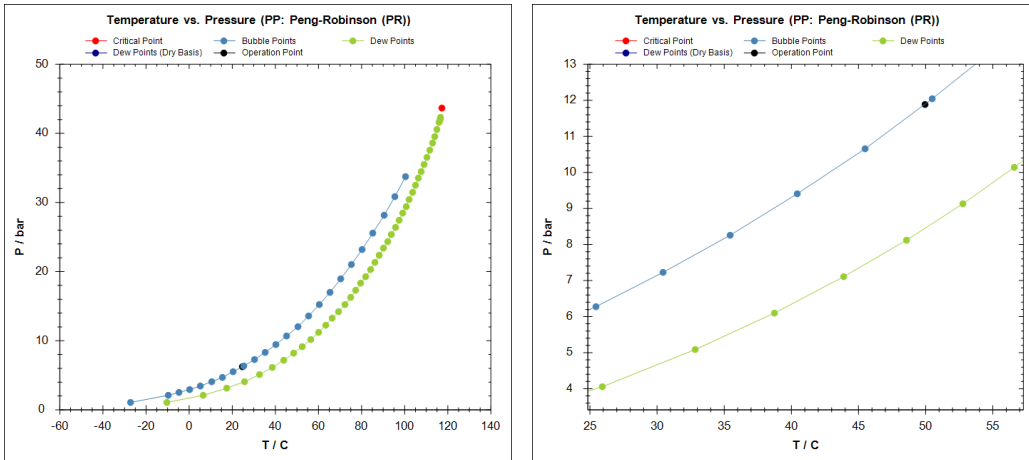 Temperature vs. Pressure (PP: Peng-Robinson (PR))
Critical Point Bubble Points Dew Points
Dew Points (Dry Basis) Operation Point
50
40
30
20
10
0
-60 -40 -20 0 20 40 60 80 100 120 140
P / bar
T / C
Temperature vs. Pressure (PP: Peng-Robinson (PR))
Critical Point Bubble Points Dew Points
Dew Points (Dry Basis) Operation Point
13
12
11
10
9
8
7
6
5
4
25 30 35 40 45 50 55
P / bar
T / C